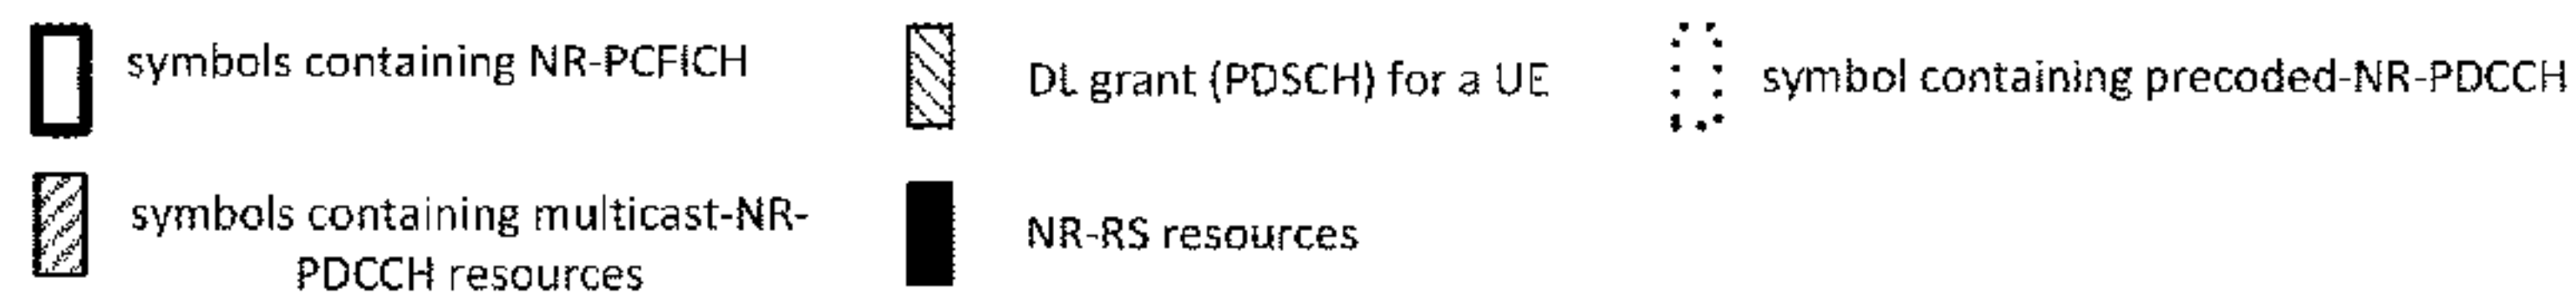 symbols containing NR-PCFICH
DL grant (PDSCH) for a UE
symbol containing precoded-NR-PDCCH
symbols containing multicast-NR-
PDCCH resources
NR-RS resources